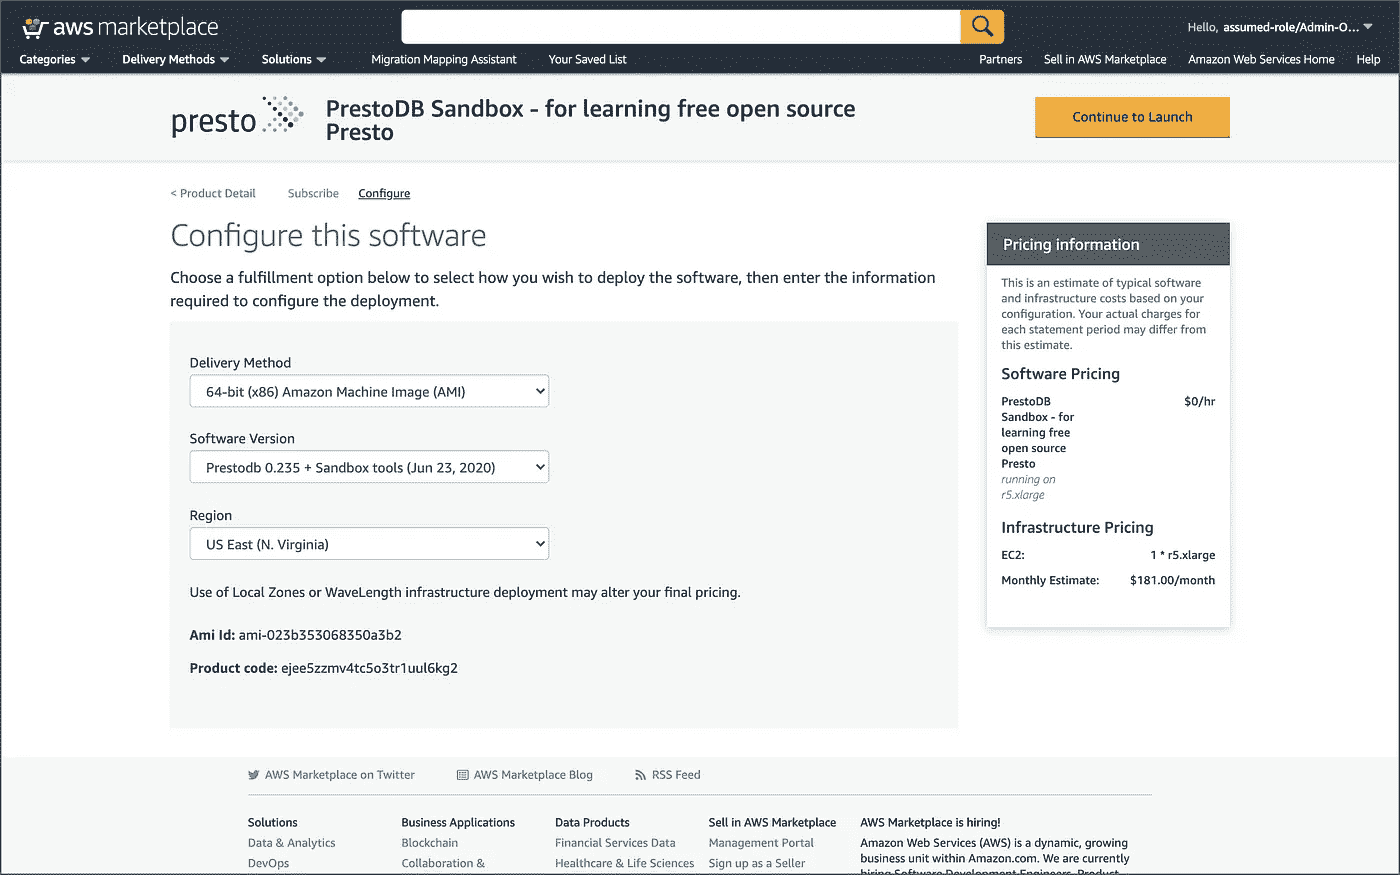 aws marketplace
Hello, assumed-role/Admin-O...
Categories
Delivery Methods
Solutions
Migration Mapping Assistant
Your Saved List
Partners
Sell in AWS Marketplace
Amazon Web Services Home
Help
presto
PrestoDB Sandbox - for learning free open source
Presto
Continue to Launch
< Product Detail
Subscribe
Configure
Configure this software
Choose a fulfillment option below to select how you wish to deploy the software, then enter the information
required to configure the deployment.
Delivery Method
64-bit (x86) Amazon Machine Image (AMI)
Software Version
Prestodb 0.235 + Sandbox tools (Jun 23, 2020)
Region
US East (N. Virginia)
Use of Local Zones or WaveLength infrastructure deployment may alter your final pricing.
Ami Id: ami-023b353068350a3b2
Product code: ejee5zzmv4tc5o3tr1uul6kg2
Pricing information
This is an estimate of typical software
and infrastructure costs based on your
configuration. Your actual charges for
each statement period may differ from
this estimate.
Software Pricing
PrestoDB $0/hr
Sandbox - for
learning free
open source
Presto
running on
r5.xlarge
Infrastructure Pricing
EC2: 1 * r5.xlarge
Monthly Estimate: $181.00/month
AWS Marketplace on Twitter
AWS Marketplace Blog
RSS Feed
Solutions
Data & Analytics
DevOps
Business Applications
Blockchain
Collaboration &
Data Products
Financial Services Data
Healthcare & Life Sciences
Sell in AWS Marketplace
Management Portal
Sign up as a Seller
AWS Marketplace is hiring!
Amazon Web Services (AWS) is a dynamic, growing
business unit within Amazon.com. We are currently
hiring Software Development Engineers, Product